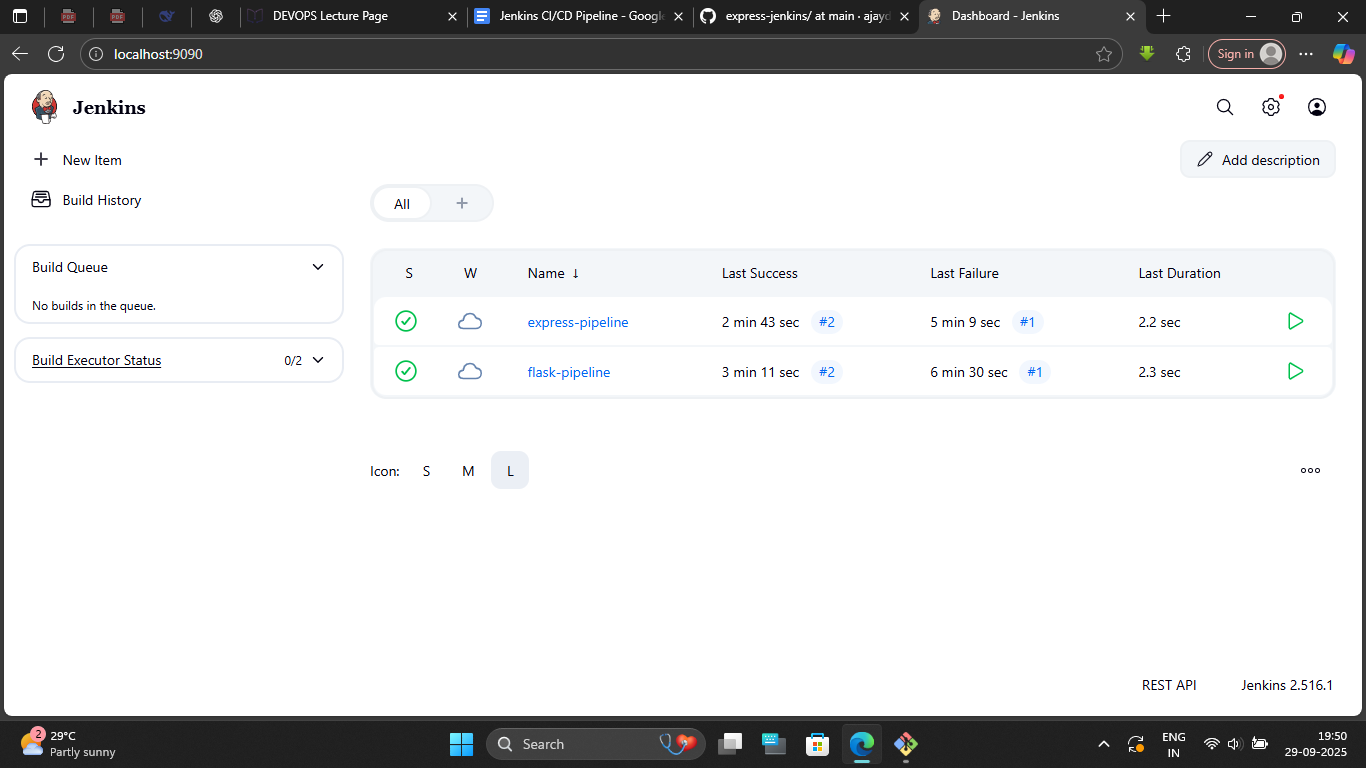 DEVOPS Lecture Page
Jenkins CI/CD Pipeline - Google
express-jenkins/ at main · ajayd
Dashboard - Jenkins
localhost:9090
Sign in
Jenkins
New Item
Add description
Build History
All
Build Queue
No builds in the queue.
Build Executor Status 0/2
S W Name ↓ Last Success Last Failure Last Duration
express-pipeline 2 min 43 sec #2 5 min 9 sec #1 2.2 sec
flask-pipeline 3 min 11 sec #2 6 min 30 sec #1 2.3 sec
Icon: S M L
REST API Jenkins 2.516.1
2
29°C
Partly sunny
Search
ENG
IN
19:50
29-09-2025